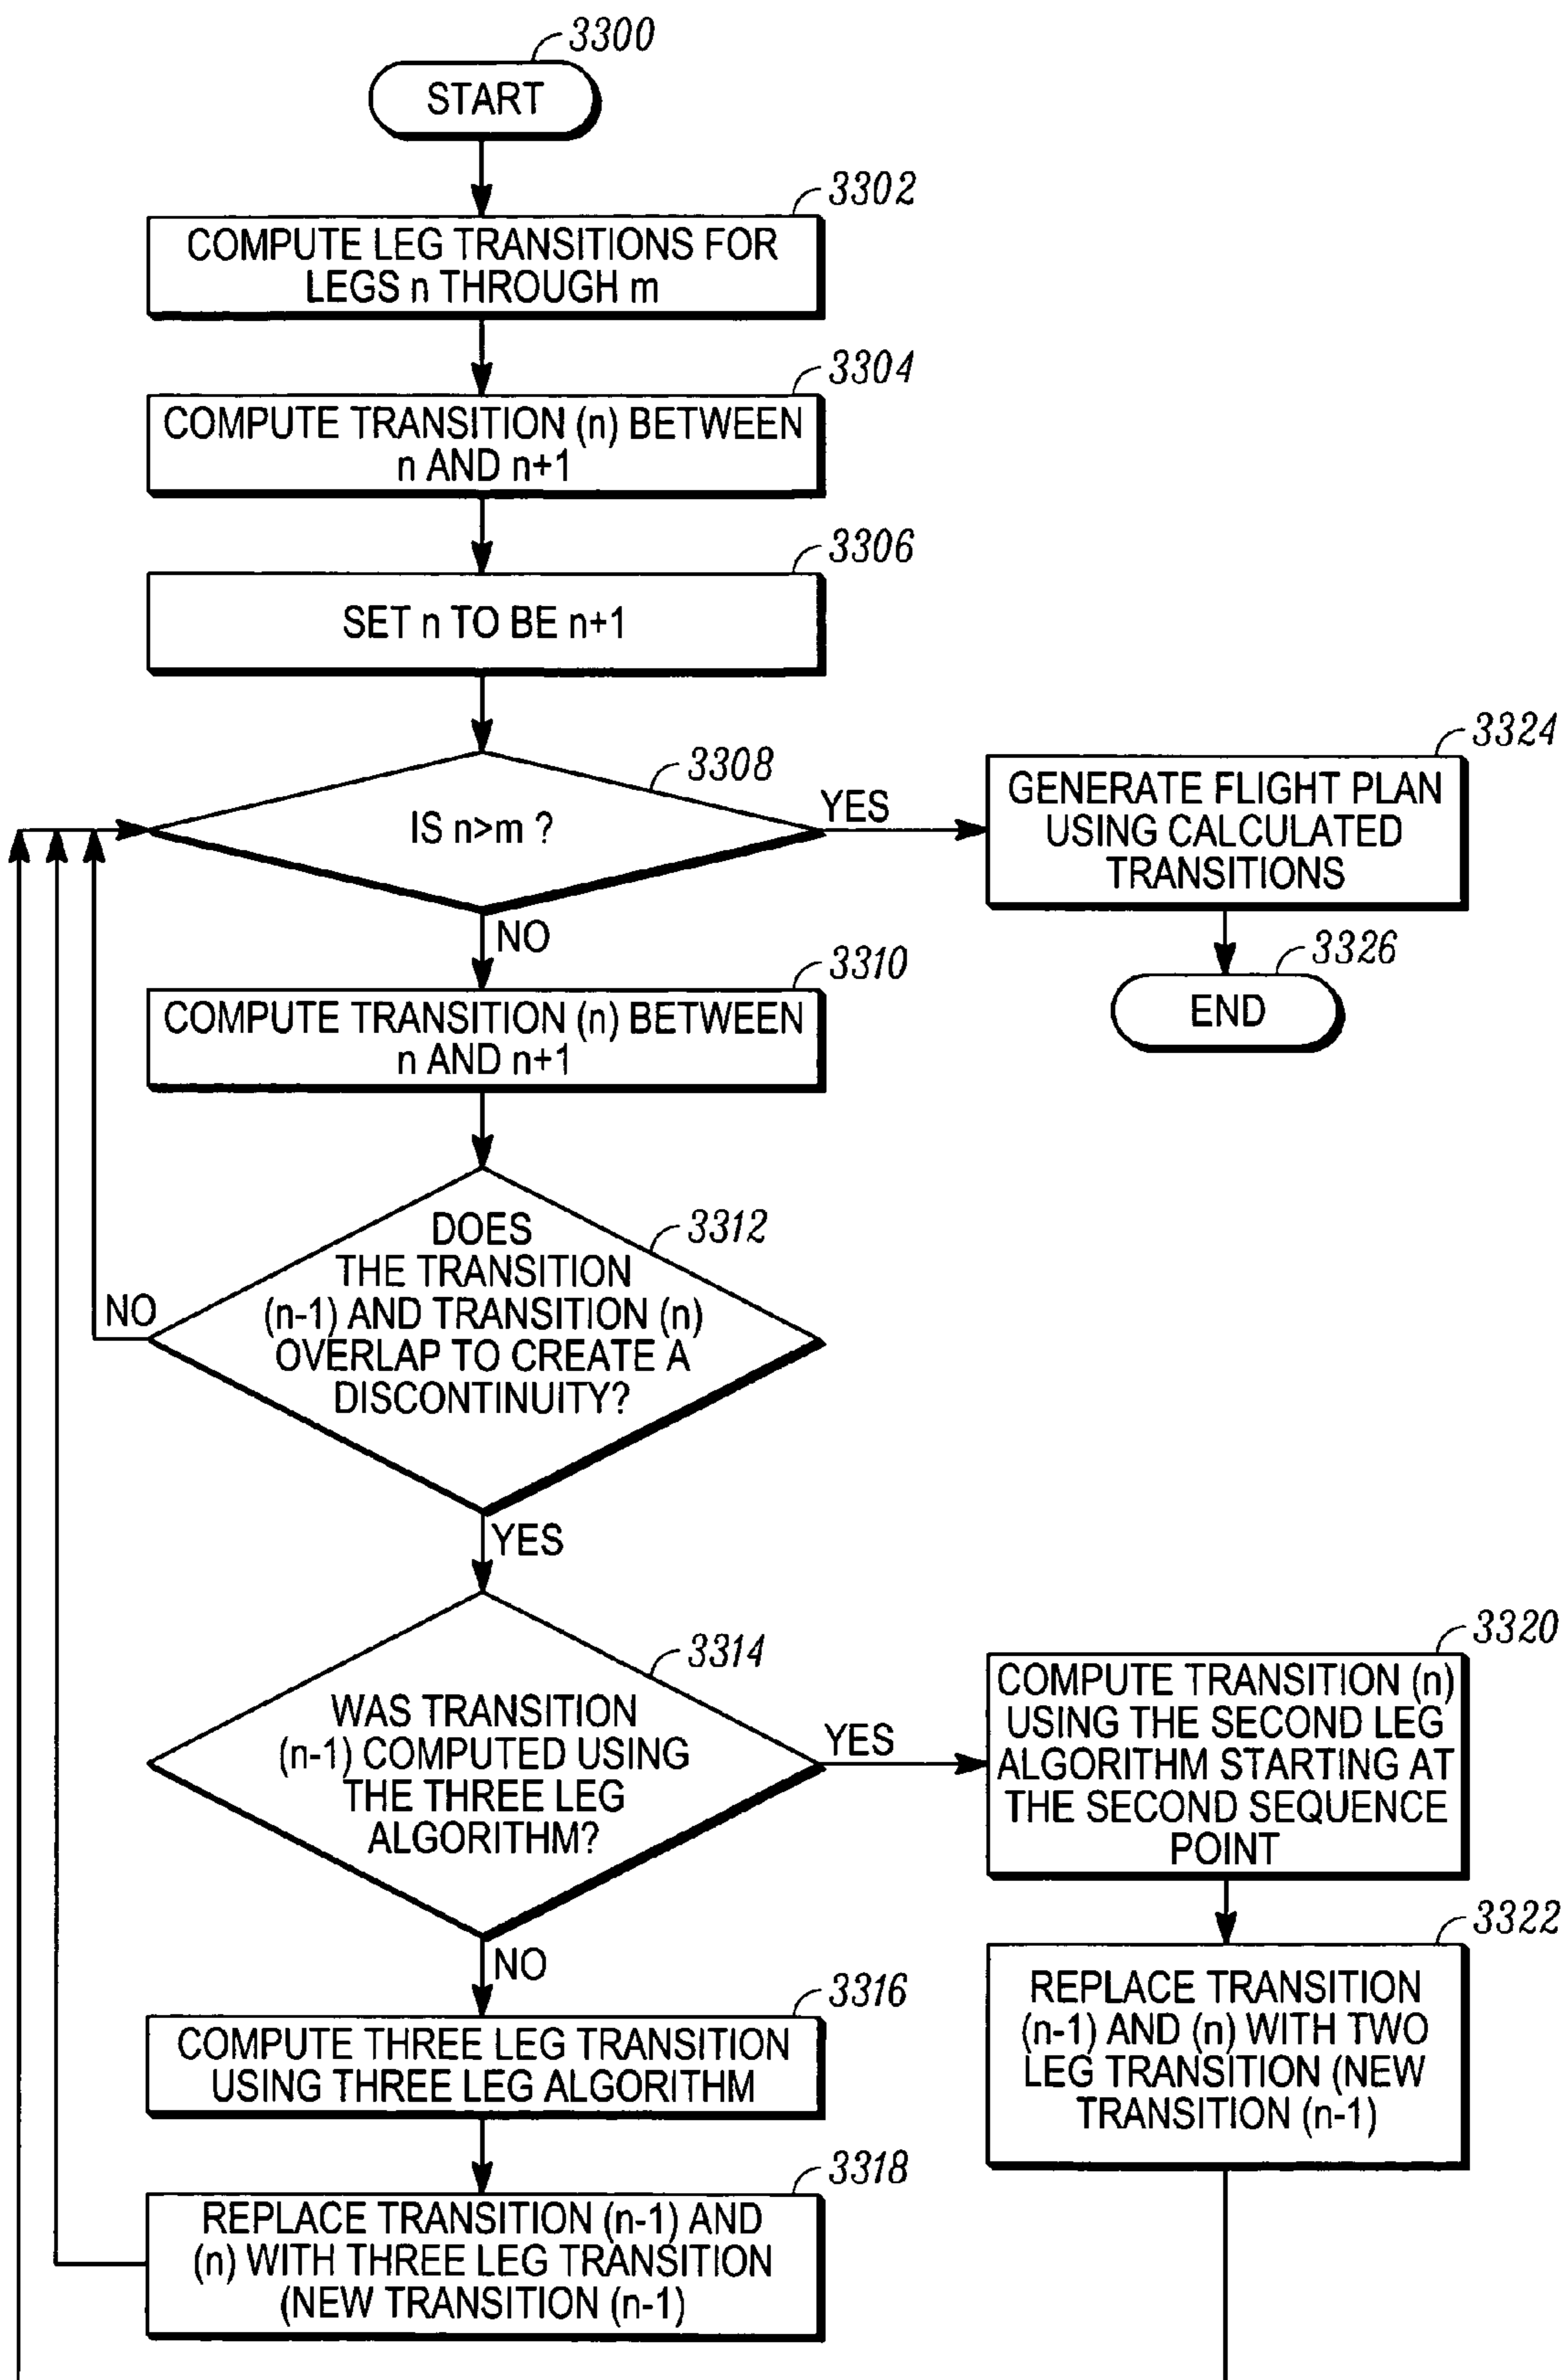 3300
START
3302
COMPUTE LEG TRANSITIONS FOR
LEGS n THROUGH m
3304
COMPUTE TRANSITION (n) BETWEEN
n AND n+1
3306
SET n TO BE n+1
3308
IS n>m ?
YES
3324
GENERATE FLIGHT PLAN
USING CALCULATED
TRANSITIONS
3326
END
NO
3310
COMPUTE TRANSITION (n) BETWEEN
n AND n+1
3312
DOES
THE TRANSITION
(n-1) AND TRANSITION (n)
OVERLAP TO CREATE A
DISCONTINUITY?
NO
YES
3314
WAS TRANSITION
(n-1) COMPUTED USING
THE THREE LEG
ALGORITHM?
YES
3320
COMPUTE TRANSITION (n)
USING THE SECOND LEG
ALGORITHM STARTING AT
THE SECOND SEQUENCE
POINT
3322
REPLACE TRANSITION
(n-1) AND (n) WITH TWO
LEG TRANSITION (NEW
TRANSITION (n-1)
NO
3316
COMPUTE THREE LEG TRANSITION
USING THREE LEG ALGORITHM
3318
REPLACE TRANSITION (n-1) AND
(n) WITH THREE LEG TRANSITION
(NEW TRANSITION (n-1)